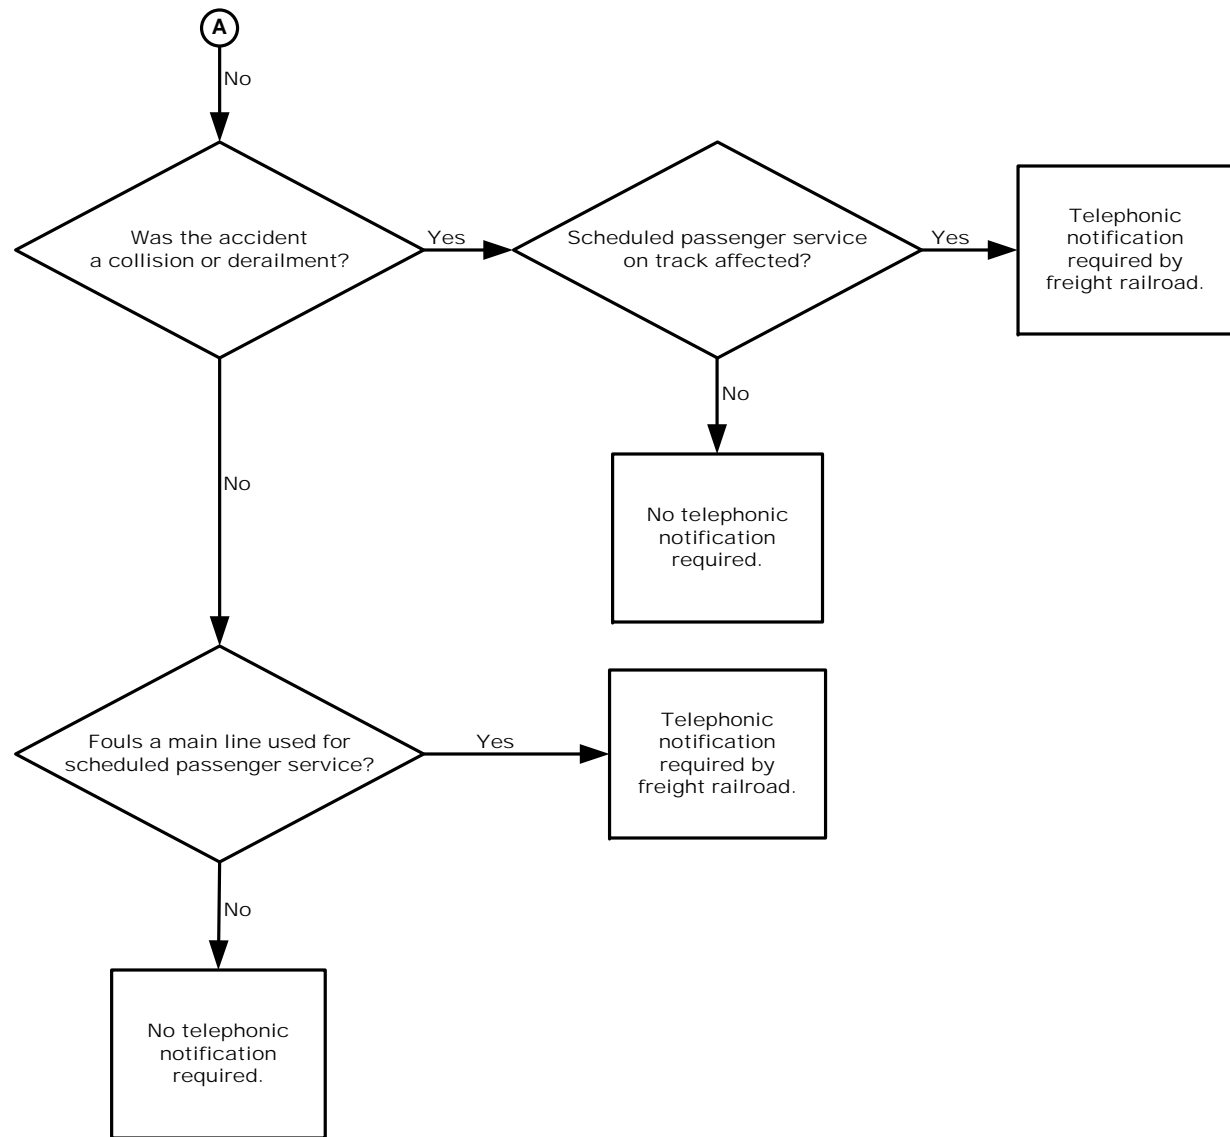 A
No
Was the accident
a collision or derailment?
Yes
Scheduled passenger service
on track affected?
Yes
Telephonic
notification
required by
freight railroad.
No
No telephonic
notification
required.
No
Fouls a main line used for
scheduled passenger service?
Yes
Telephonic
notification
required by
freight railroad.
No
No telephonic
notification
required.